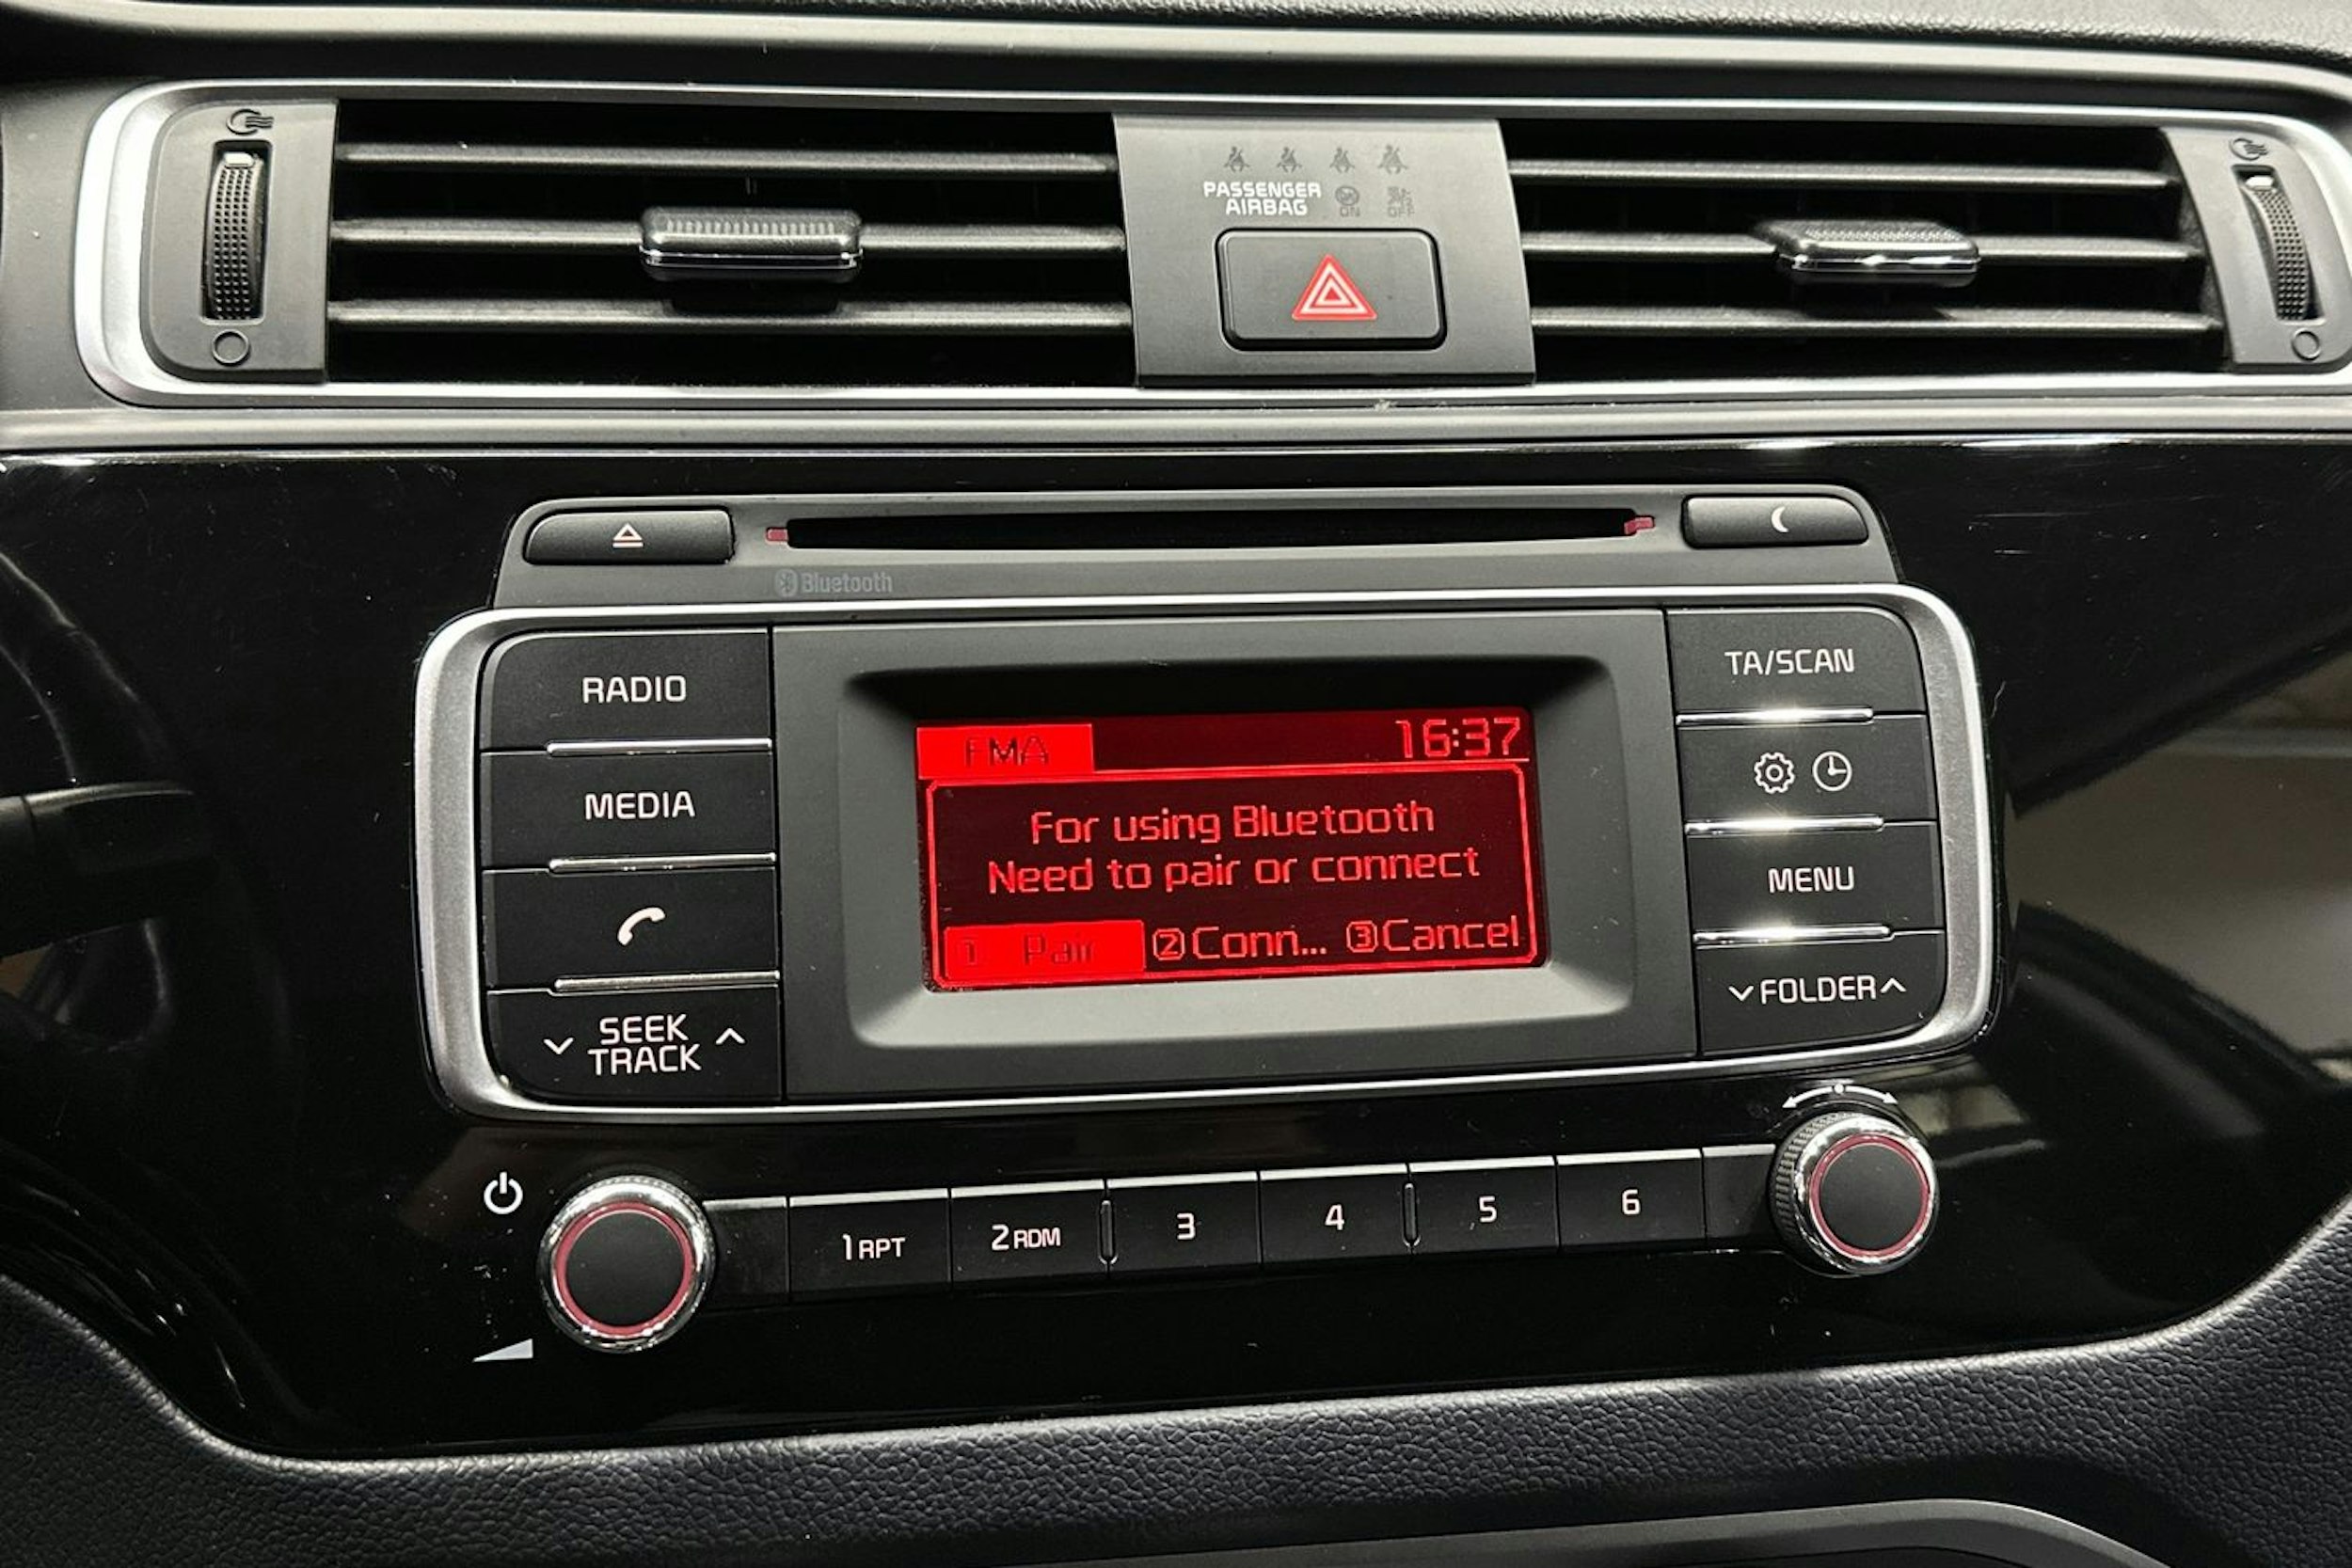 PASSENGER
AIRBAG
ON
OFF
Bluetooth
RADIO
MEDIA
SEEK
TRACK
FMA 16:37
For using Bluetooth
Need to pair or connect
1 Pair 2 Conn... 3 Cancel
TA/SCAN
MENU
FOLDER
1 RPT
2 RDM
3
4
5
6